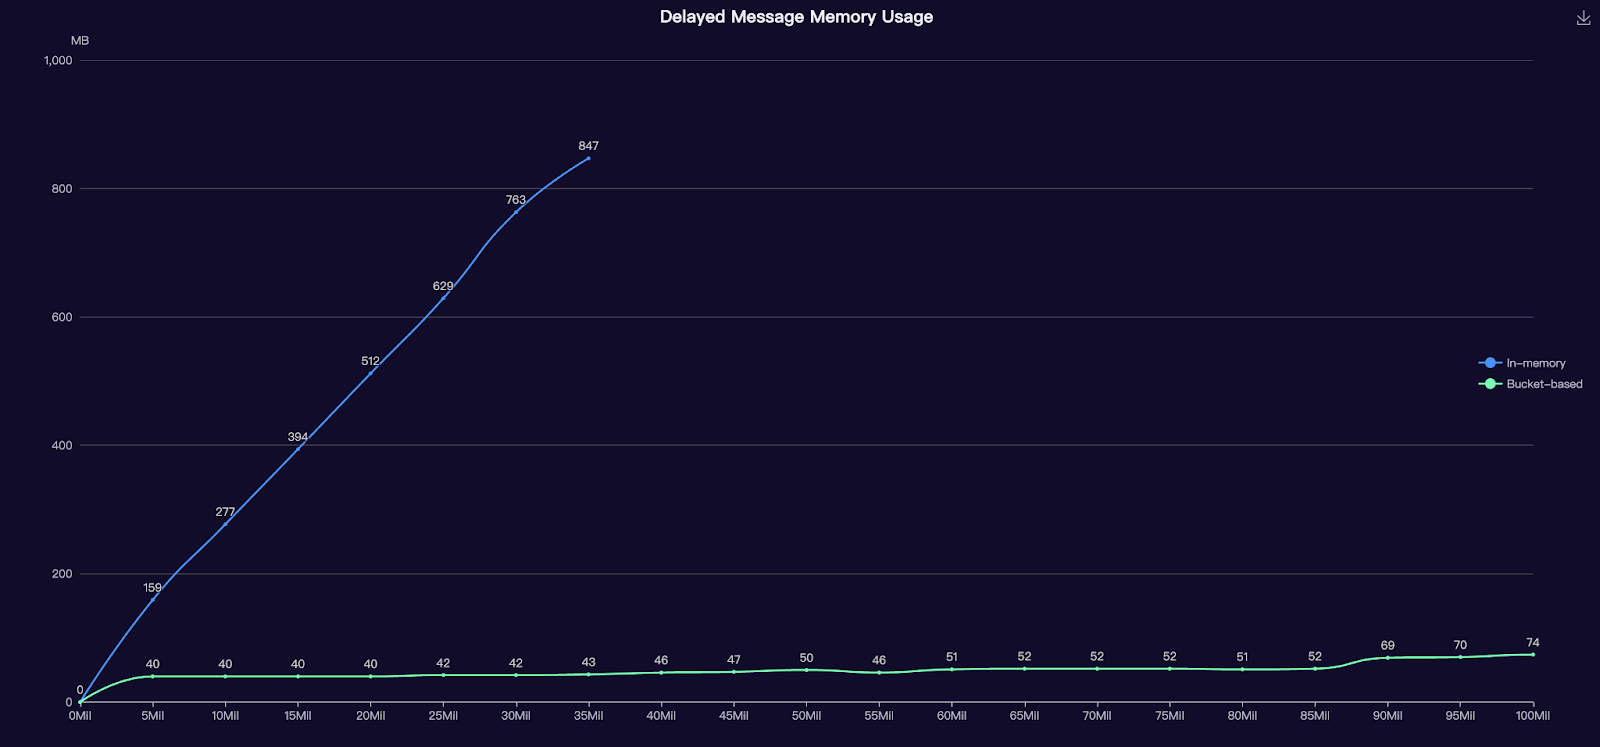 Delayed Message Memory Usage
MB
1,000
847
800
763
629
600
512
In-memory
Bucket-based
394
400
277
200
159
0
40 40 40 40 42 42 43 46 47 50 46 51 52 52 52 51 52 69 70 74
0
0Mil 5Mil 10Mil 15Mil 20Mil 25Mil 30Mil 35Mil 40Mil 45Mil 50Mil 55Mil 60Mil 65Mil 70Mil 75Mil 80Mil 85Mil 90Mil 95Mil 100Mil